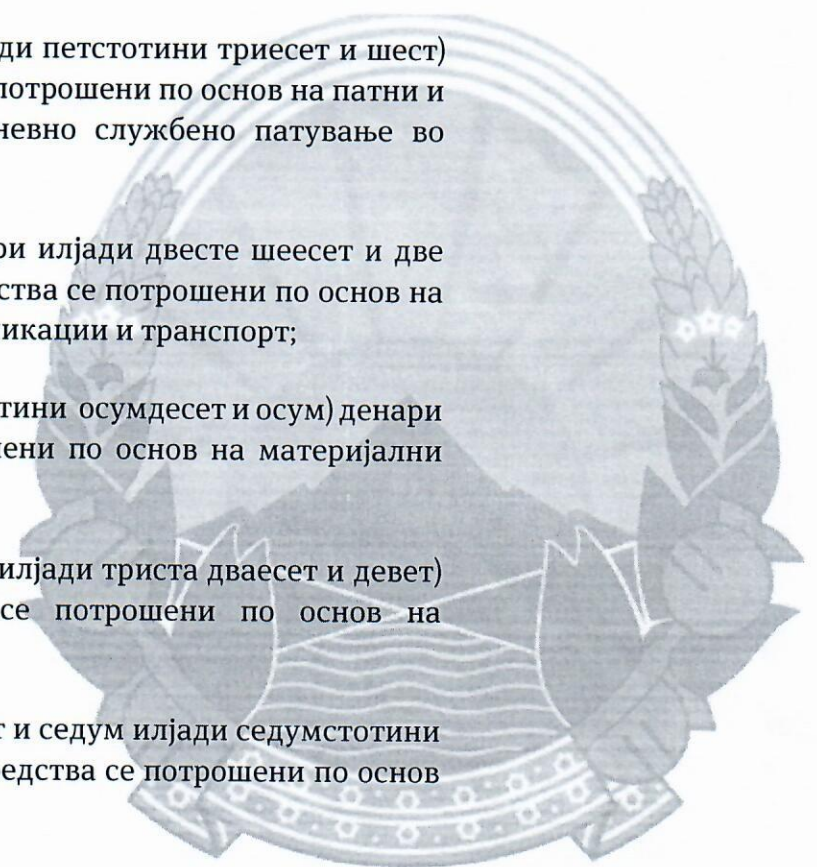 ди петстотини триесет и шест)
потрошени по основ на патни и
невно службено патување во
ри илјади двесте шеесет и две
ства се потрошени по основ на
икации и транспорт;
тини осумдесет и осум) денари
ени по основ на материјални
илјади триста дваесет и девет)
се потрошени по основ на
т и седум илјади седумстотини
редства се потрошени по основ